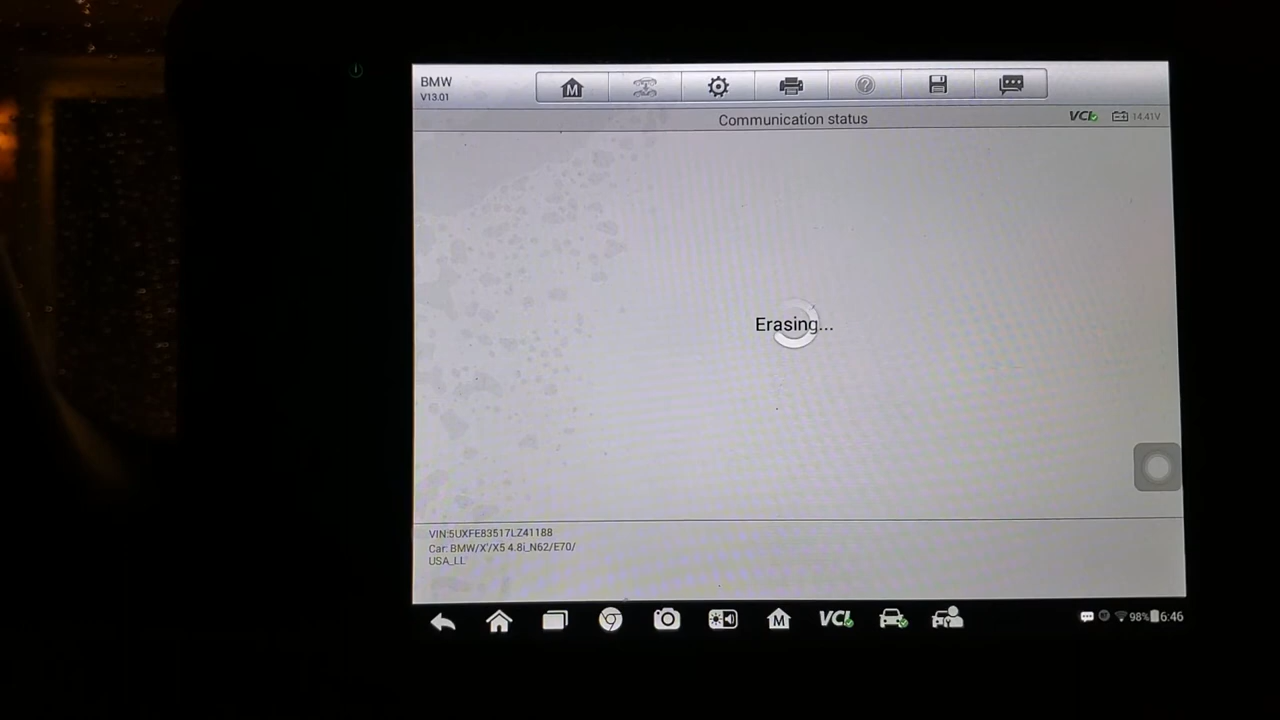 BMW
V13.01
M
Communication status
VCI
14.41V
Erasing...
VIN:5UXFE83517LZ41188
Car: BMW/X'/X5 4.8i_N62/E70/
USA_LL
M
VCI
98%
6:46